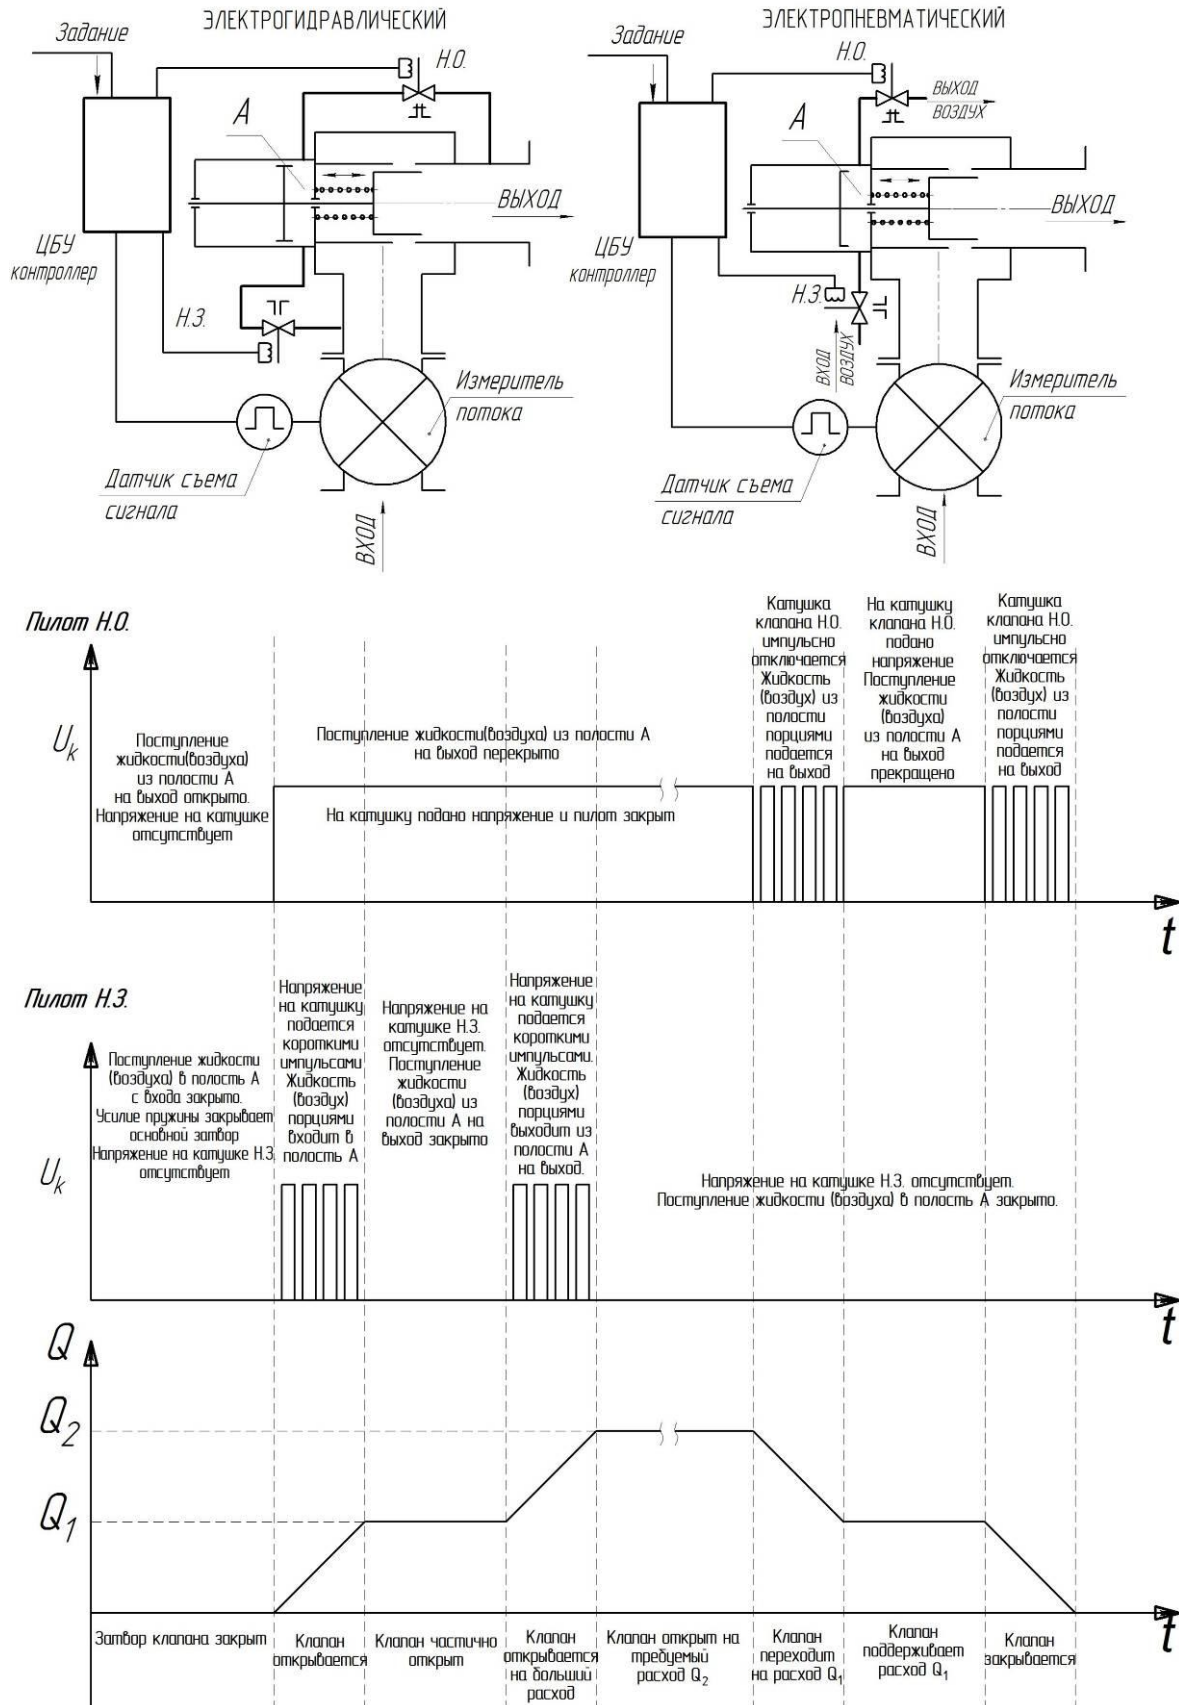 ЭЛЕКТРОГИДРАВЛИЧЕСКИЙ
Задание
Н.О.
А
ВЫХОД
ЦБУ
контроллер
Н.З.
Измеритель
потока
Датчик съема
сигнала
ВХОД
ЭЛЕКТРОПНЕВМАТИЧЕСКИЙ
Задание
Н.О.
ВЫХОД
ВОЗДУХ
А
ВЫХОД
ЦБУ
контроллер
Н.З.
ВХОД
ВОЗДУХ
Измеритель
потока
Датчик съема
сигнала
ВХОД
Пилот Н.О.
Uk
Поступление
жидкости(воздуха)
из полости А
на выход открыто.
Напряжение на катушке
отсутствует
Поступление жидкости(воздуха) из полости А
на выход перекрыто
На катушку подано напряжение и пилот закрыт
Катушка
клапана Н.О.
импульсно
отключается
Жидкость
(воздух) из
полости
порциями
подается
на выход
На катушку
клапана Н.О.
подано
напряжение
Поступление
жидкости
(воздуха)
из полости А
на выход
прекращено
Катушка
клапана Н.О.
импульсно
отключается
Жидкость
(воздух) из
полости
порциями
подается
на выход
t
Пилот Н.З.
Uk
Поступление жидкости
(воздуха) в полость А
с входа закрыто.
Усилие пружины закрывает
основной затвор
Напряжение на катушке Н.З.
отсутствует
Напряжение
на катушку
подается
короткими
импульсами
Жидкость
(воздух)
порциями
входит в
полость А
Напряжение на
катушке Н.З.
отсутствует.
Поступление
жидкости
(воздуха) из
полости А на
выход закрыто
Напряжение
на катушку
подается
короткими
импульсами.
Жидкость
(воздух)
порциями
выходит из
полости А
на выход.
Напряжение на катушке Н.З. отсутствует.
Поступление жидкости (воздуха) в полость А закрыто.
t
Q
Q2
Q1
t
Затвор клапана закрыт
Клапан
открывается
Клапан частично
открыт
Клапан
открывается
на больший
расход
Клапан открыт на
требуемый
расход Q2
Клапан
переходит
на расход Q1
Клапан
поддерживает
расход Q1
Клапан
закрывается